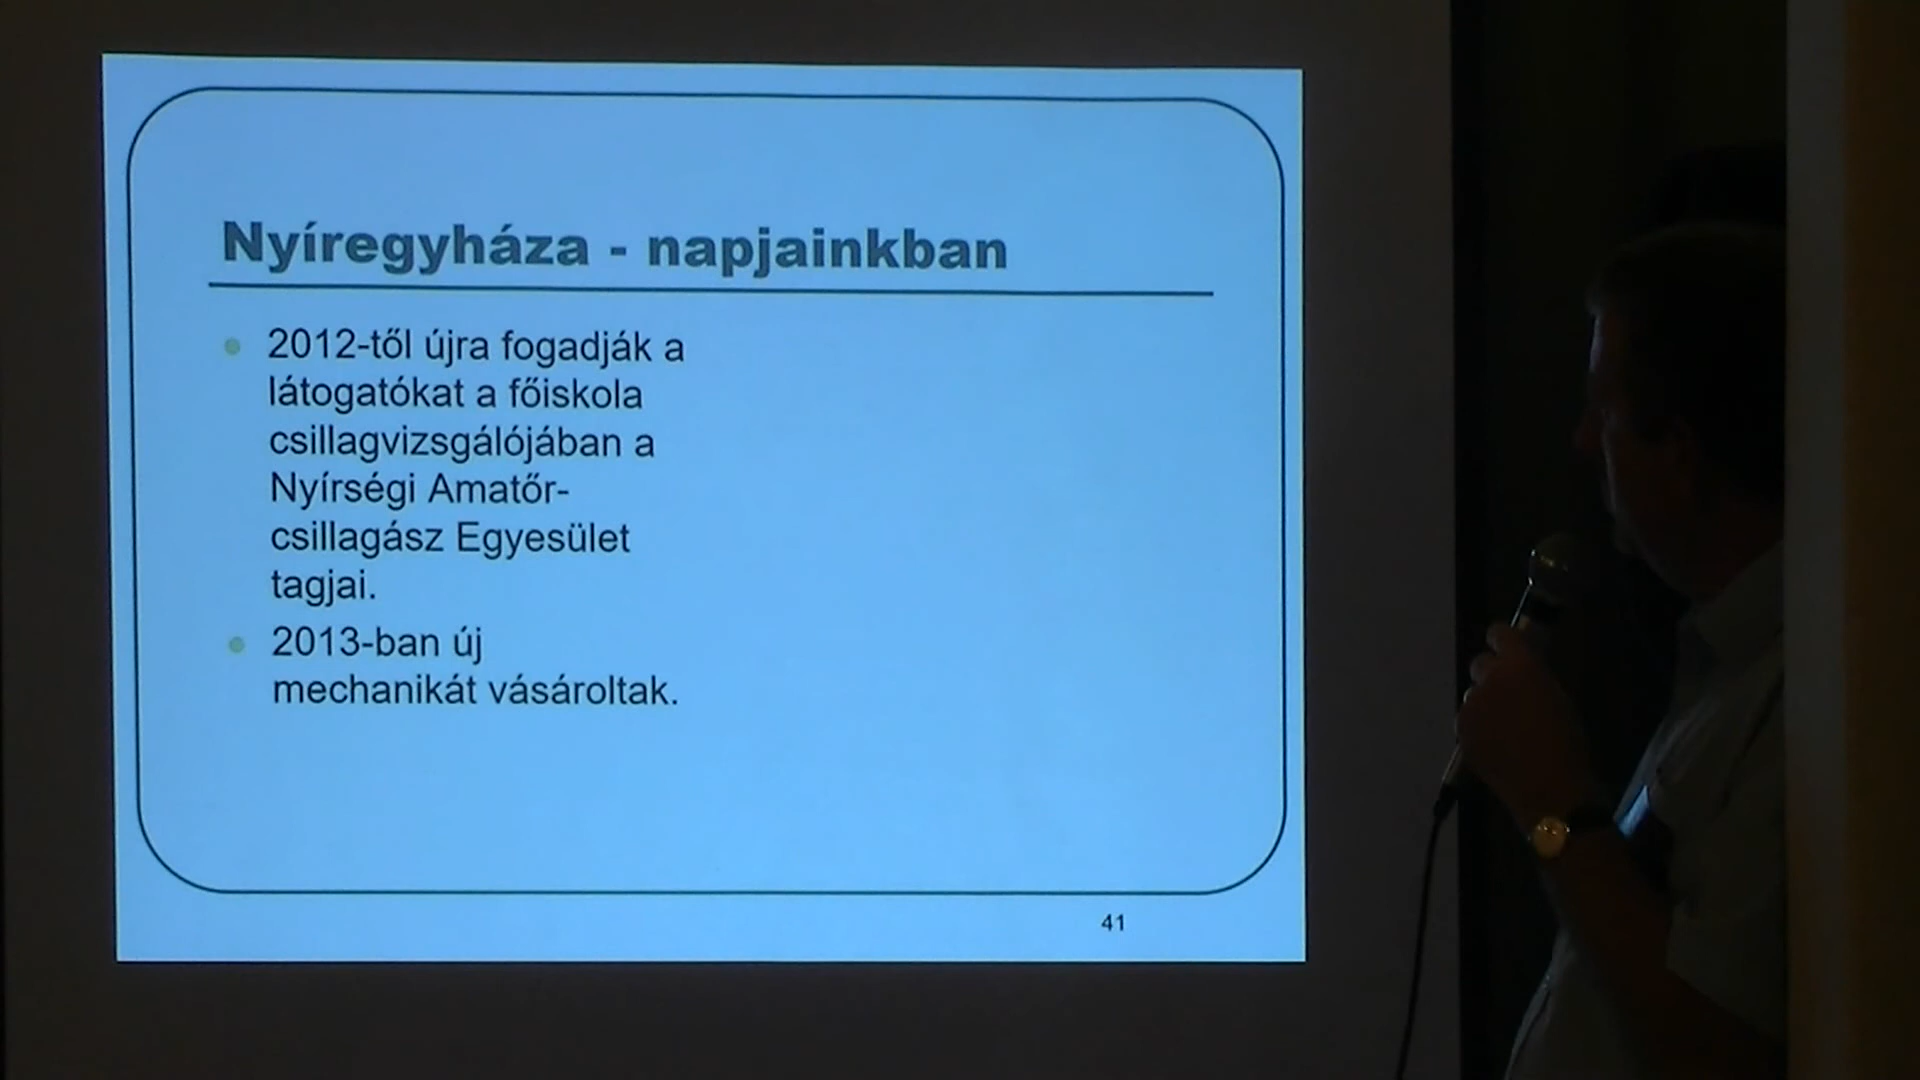 Nyíregyháza - napjainkban
2012-től újra fogadják a
látogatókat a főiskola
csillagvizsgálójában a
Nyírségi Amatőr-
csillagász Egyesület
tagjai.
2013-ban új
mechanikát vásároltak.
41